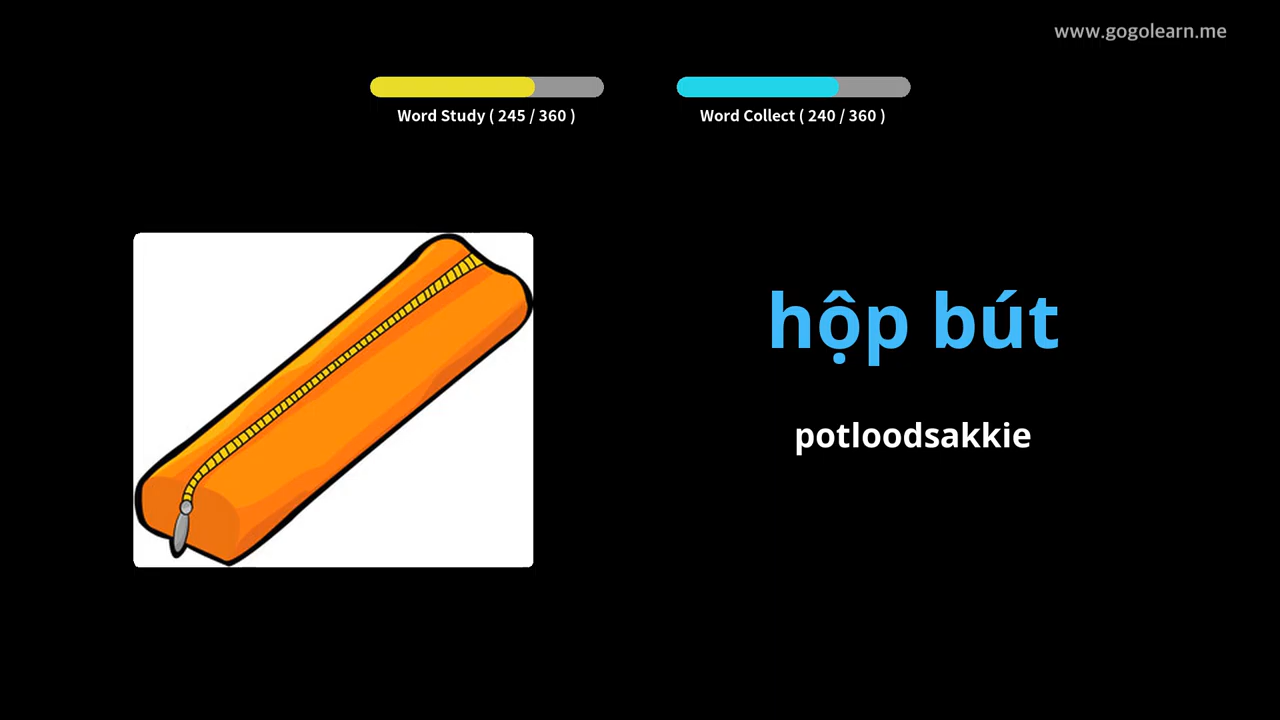 www.gogolearn.me
Word Study ( 245 / 360 )
Word Collect ( 240 / 360 )
hộp bút
potloodsakkie